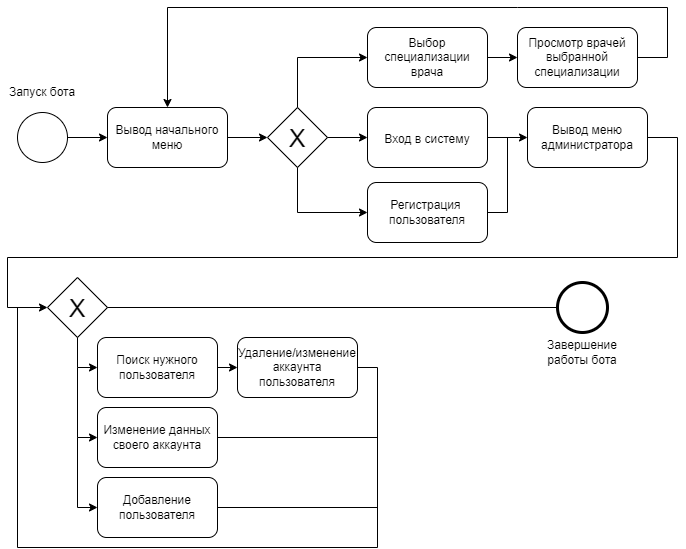 Выбор
специализации
врача
Просмотр врачей
выбранной
специализации
Запуск бота
Вывод начального
меню
X
Вход в систему
Вывод меню
администратора
Регистрация
пользователя
X
Завершение
работы бота
Поиск нужного
пользователя
Удаление/изменение
аккаунта
пользователя
Изменение данных
своего аккаунта
Добавление
пользователя